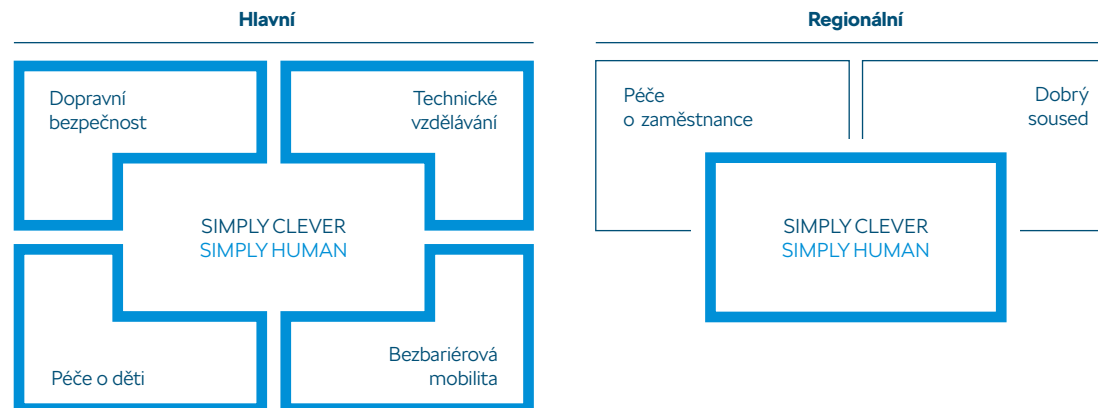 Hlavní
Dopravní
bezpečnost
Technické
vzdělávání
SIMPLY CLEVER
SIMPLY HUMAN
Péče o děti
Bezbariérová
mobilita
Regionální
Péče
o zaměstnance
Dobrý
soused
SIMPLY CLEVER
SIMPLY HUMAN